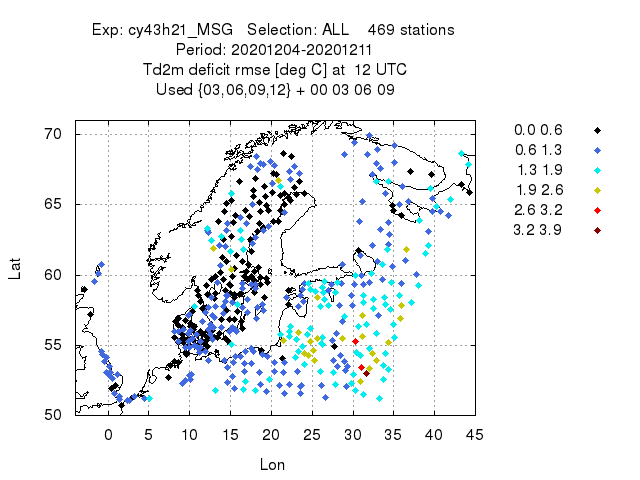 Exp: cy43h21_MSG   Selection: ALL    469 stations
Period: 20201204-20201211
Td2m deficit rmse [deg C] at  12 UTC
Used {03,06,09,12} + 00 03 06 09
0.0 0.6
0.6 1.3
1.3 1.9
1.9 2.6
2.6 3.2
3.2 3.9
70
65
60
55
50
Lat
0 5 10 15 20 25 30 35 40 45
Lon